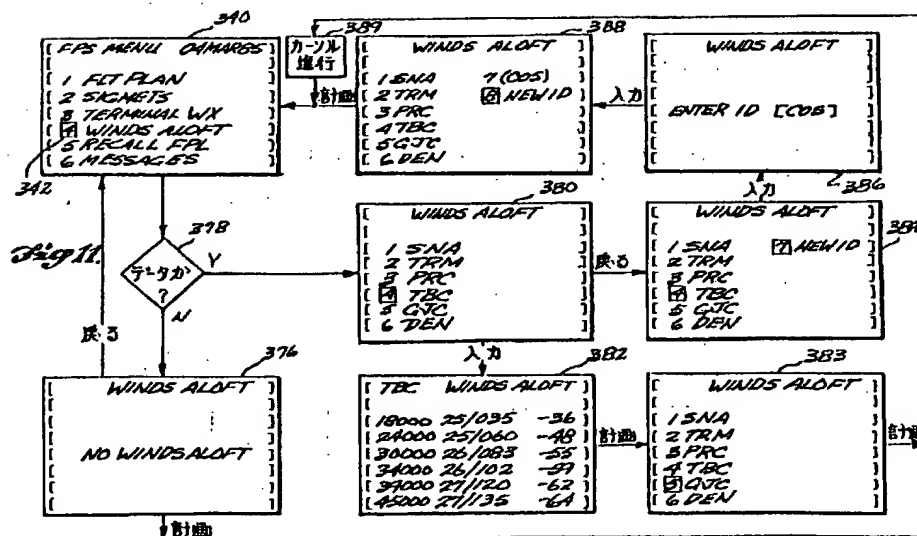 340
FPS MENU 04MAR85
1 FLT PLAN
2 SIGMETS
3 TERMINAL WX
4 WINDS ALOFT
5 RECALL FPL
6 MESSAGES
342
389
カーソル
進行
計画
388
WINDS ALOFT
1 SNA 7 (COS)
2 TRM 8 NEW ID
3 PRC
4 TBC
5 GJC
6 DEN
入力
WINDS ALOFT
ENTER ID [COS]
386
入力
Fig 11.
378
データか
?
Y
N
戻る
380
WINDS ALOFT
1 SNA
2 TRM
3 PRC
4 TBC
5 GJC
6 DEN
戻る
WINDS ALOFT
1 SNA 7 NEW ID
2 TRM
3 PRC
4 TBC
5 GJC
6 DEN
入力
376
WINDS ALOFT
NO WINDS ALOFT
計画
382
TBC WINDS ALOFT
18000 25/035 -36
24000 25/060 -48
30000 26/083 -55
34000 26/102 -59
39000 27/120 -62
45000 27/135 -64
計画
383
WINDS ALOFT
1 SNA
2 TRM
3 PRC
4 TBC
5 GJC
6 DEN
計画